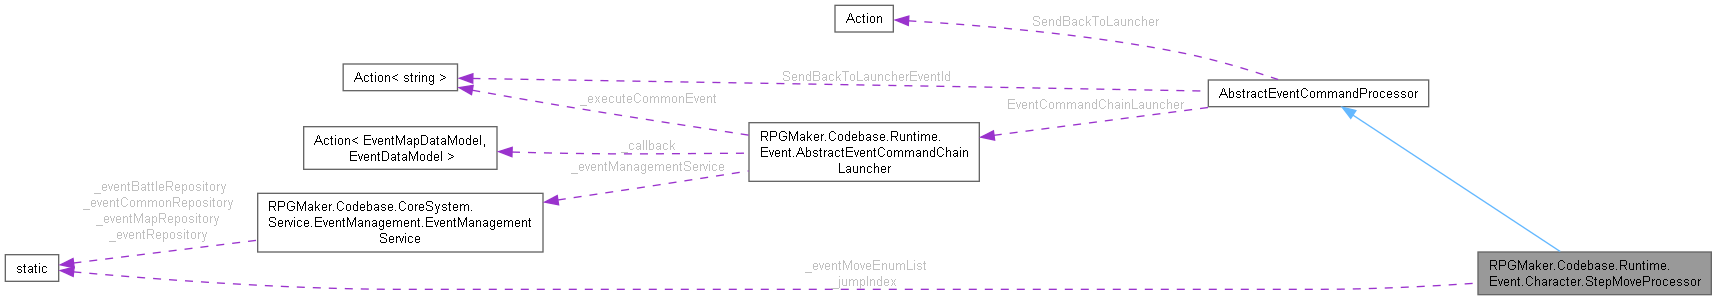 Action
SendBackToLauncher
Action< string >
SendBackToLauncherEventId
AbstractEventCommandProcessor
_executeCommonEvent
EventCommandChainLauncher
Action< EventMapDataModel,
EventDataModel >
_callback
RPGMaker.Codebase.Runtime.
Event.AbstractEventCommandChain
Launcher
_eventManagementService
_eventBattleRepository
_eventCommonRepository
_eventMapRepository
_eventRepository
RPGMaker.Codebase.CoreSystem.
Service.EventManagement.EventManagement
Service
static
_eventMoveEnumList
_jumpIndex
RPGMaker.Codebase.Runtime.
Event.Character.StepMoveProcessor